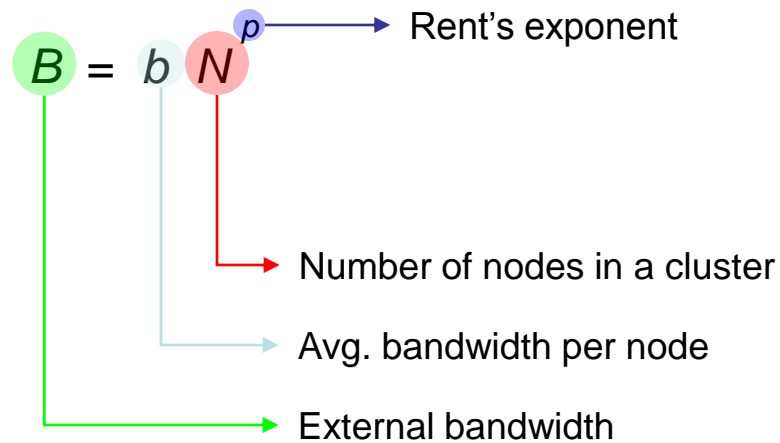 B = b N^p
Rent's exponent
Number of nodes in a cluster
Avg. bandwidth per node
External bandwidth